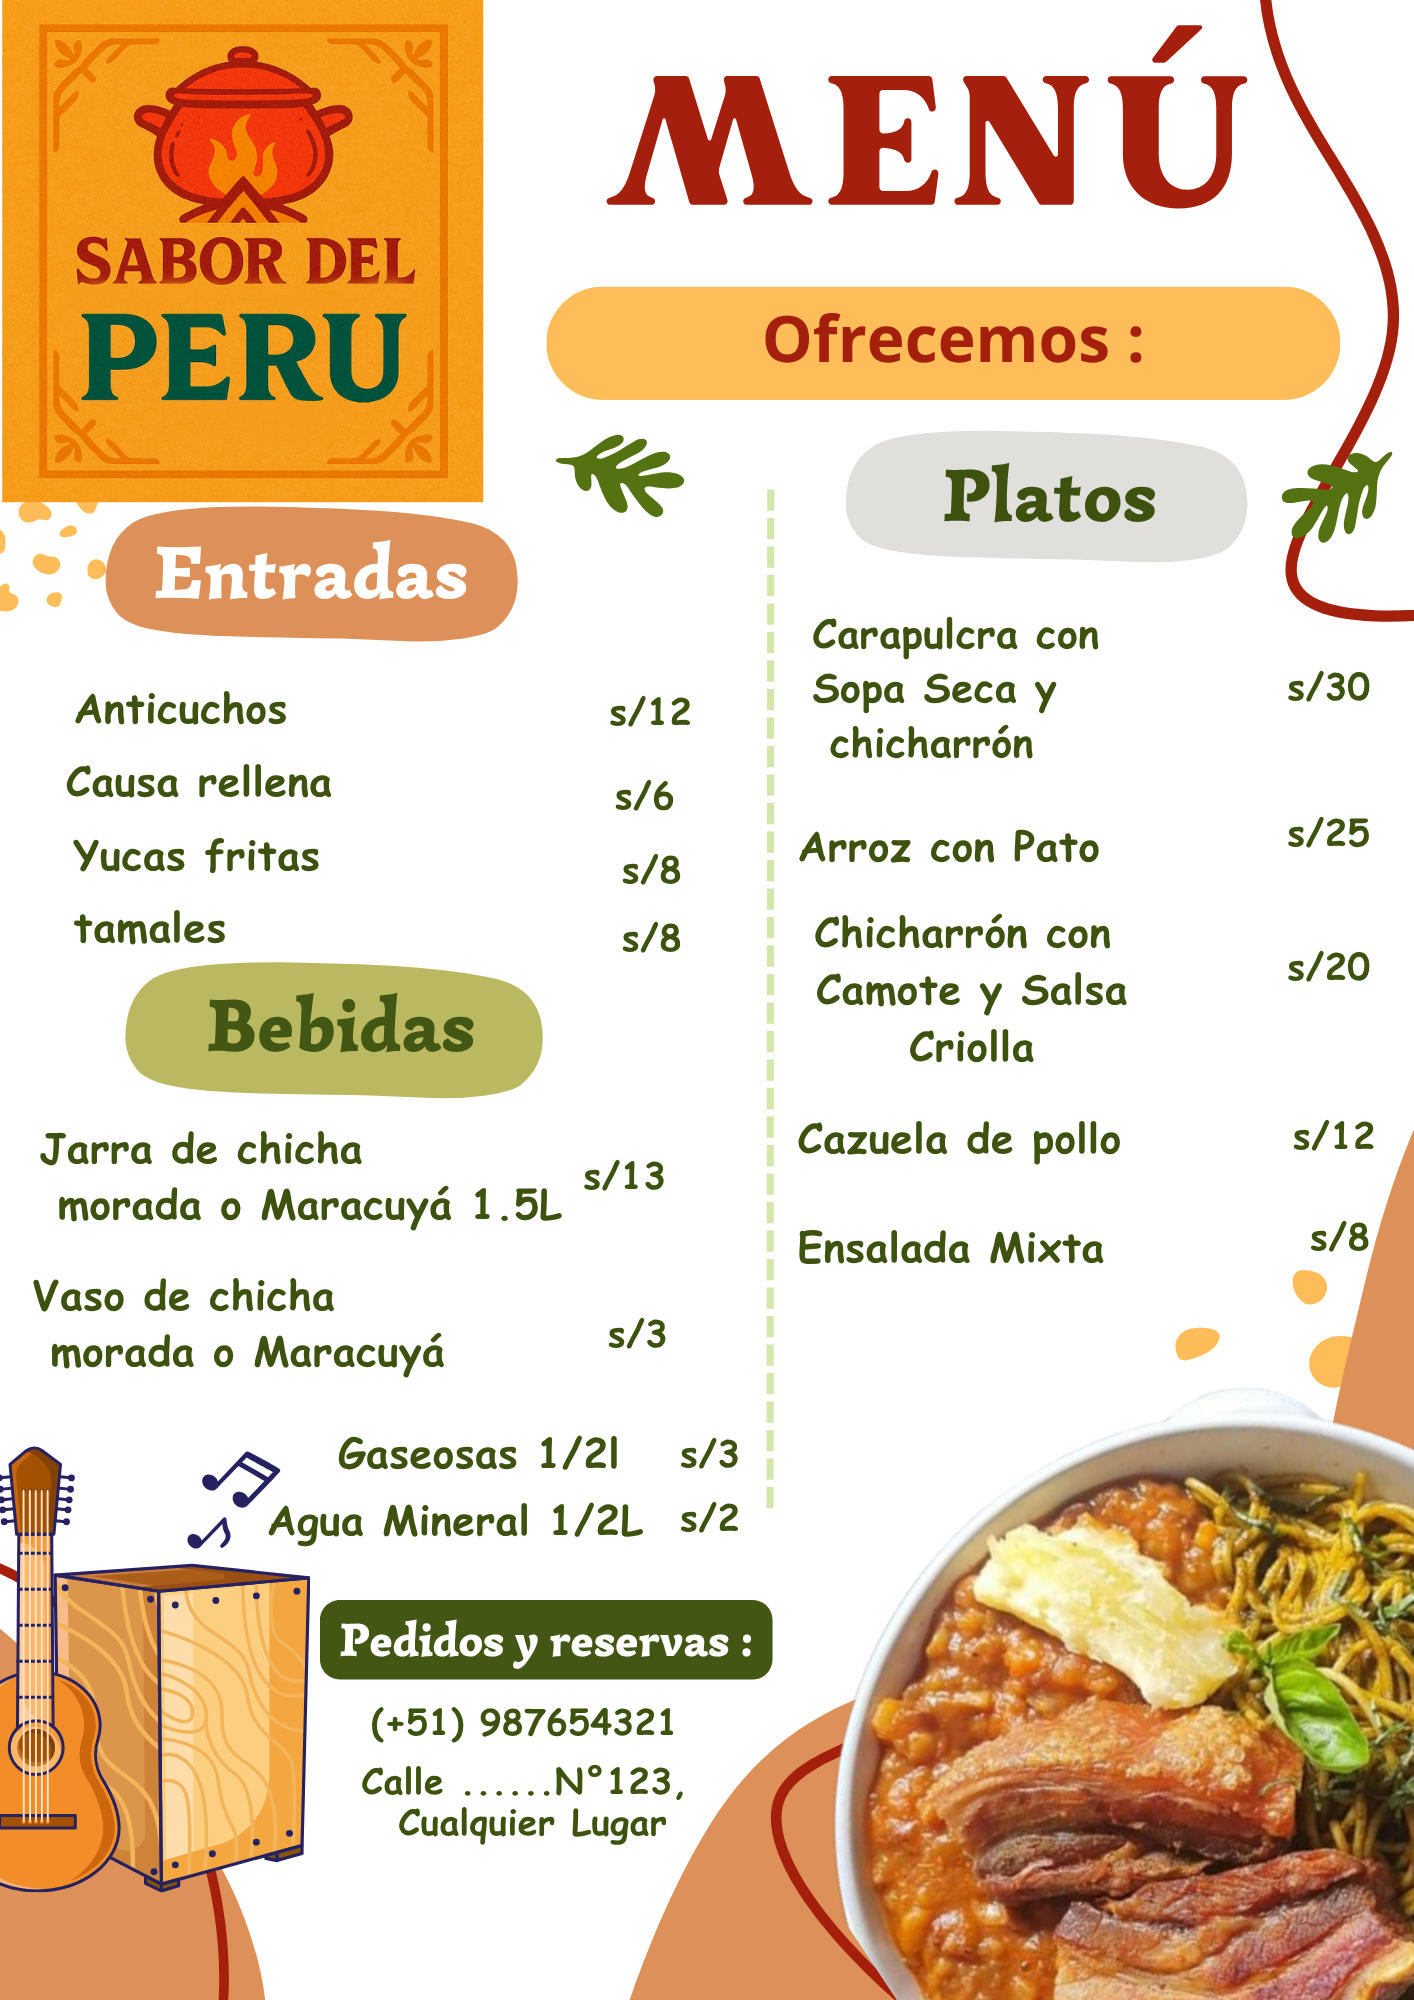 SABOR DEL
PERU
MENÚ
Ofrecemos :
Entradas
Anticuchos s/12
Causa rellena s/6
Yucas fritas s/8
tamales s/8
Bebidas
Jarra de chicha
morada o Maracuyá 1.5L s/13
Vaso de chicha
morada o Maracuyá s/3
Gaseosas 1/2l s/3
Agua Mineral 1/2L s/2
Platos
Carapulcra con
Sopa Seca y s/30
chicharrón
Arroz con Pato s/25
Chicharrón con
Camote y Salsa s/20
Criolla
Cazuela de pollo s/12
Ensalada Mixta s/8
Pedidos y reservas :
(+51) 987654321
Calle ......N°123,
Cualquier Lugar